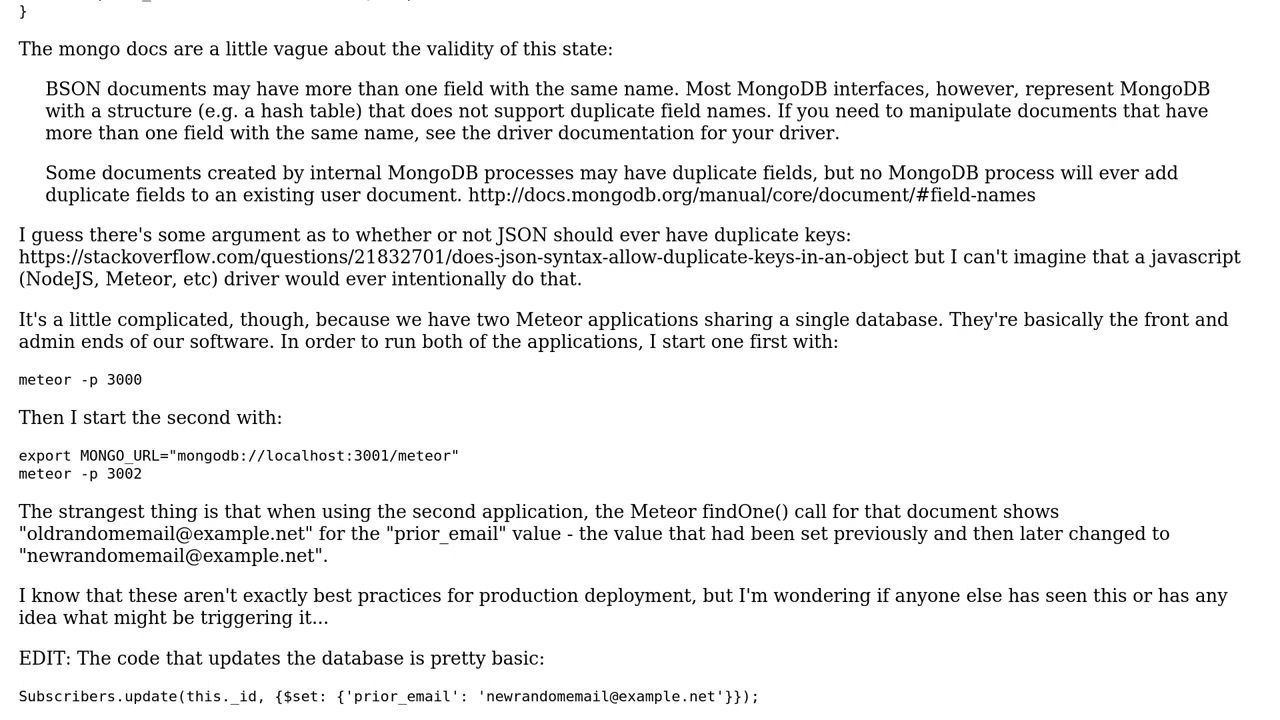 }
The mongo docs are a little vague about the validity of this state:
BSON documents may have more than one field with the same name. Most MongoDB interfaces, however, represent MongoDB
with a structure (e.g. a hash table) that does not support duplicate field names. If you need to manipulate documents that have
more than one field with the same name, see the driver documentation for your driver.
Some documents created by internal MongoDB processes may have duplicate fields, but no MongoDB process will ever add
duplicate fields to an existing user document. http://docs.mongodb.org/manual/core/document/#field-names
I guess there's some argument as to whether or not JSON should ever have duplicate keys:
https://stackoverflow.com/questions/21832701/does-json-syntax-allow-duplicate-keys-in-an-object but I can't imagine that a javascript
(NodeJS, Meteor, etc) driver would ever intentionally do that.
It's a little complicated, though, because we have two Meteor applications sharing a single database. They're basically the front and
admin ends of our software. In order to run both of the applications, I start one first with:
meteor -p 3000
Then I start the second with:
export MONGO_URL="mongodb://localhost:3001/meteor"
meteor -p 3002
The strangest thing is that when using the second application, the Meteor findOne() call for that document shows
"oldrandomemail@example.net" for the "prior_email" value - the value that had been set previously and then later changed to
"newrandomemail@example.net".
I know that these aren't exactly best practices for production deployment, but I'm wondering if anyone else has seen this or has any
idea what might be triggering it...
EDIT: The code that updates the database is pretty basic:
Subscribers.update(this._id, {$set: {'prior_email': 'newrandomemail@example.net'}});